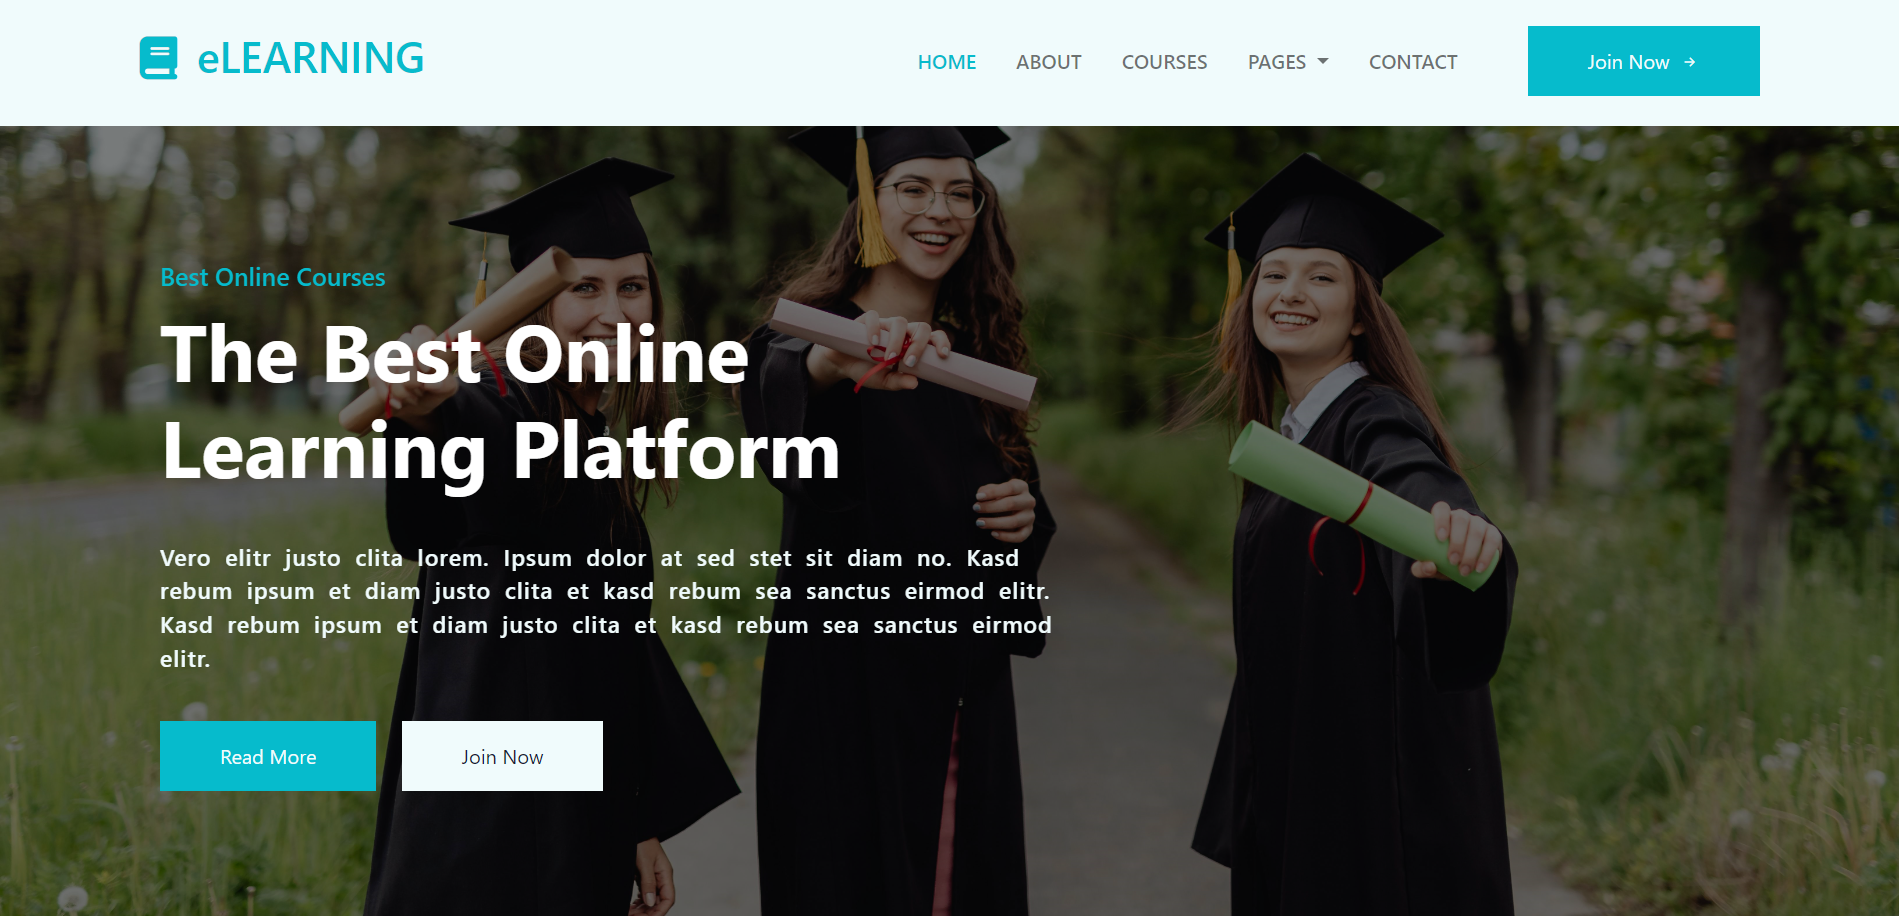 eLEARNING
HOME ABOUT COURSES PAGES CONTACT Join Now →
Best Online Courses
The Best Online
Learning Platform
Vero elitr justo clita lorem. Ipsum dolor at sed stet sit diam no. Kasd
rebum ipsum et diam justo clita et kasd rebum sea sanctus eirmod elitr.
Kasd rebum ipsum et diam justo clita et kasd rebum sea sanctus eirmod
elitr.
Read More Join Now